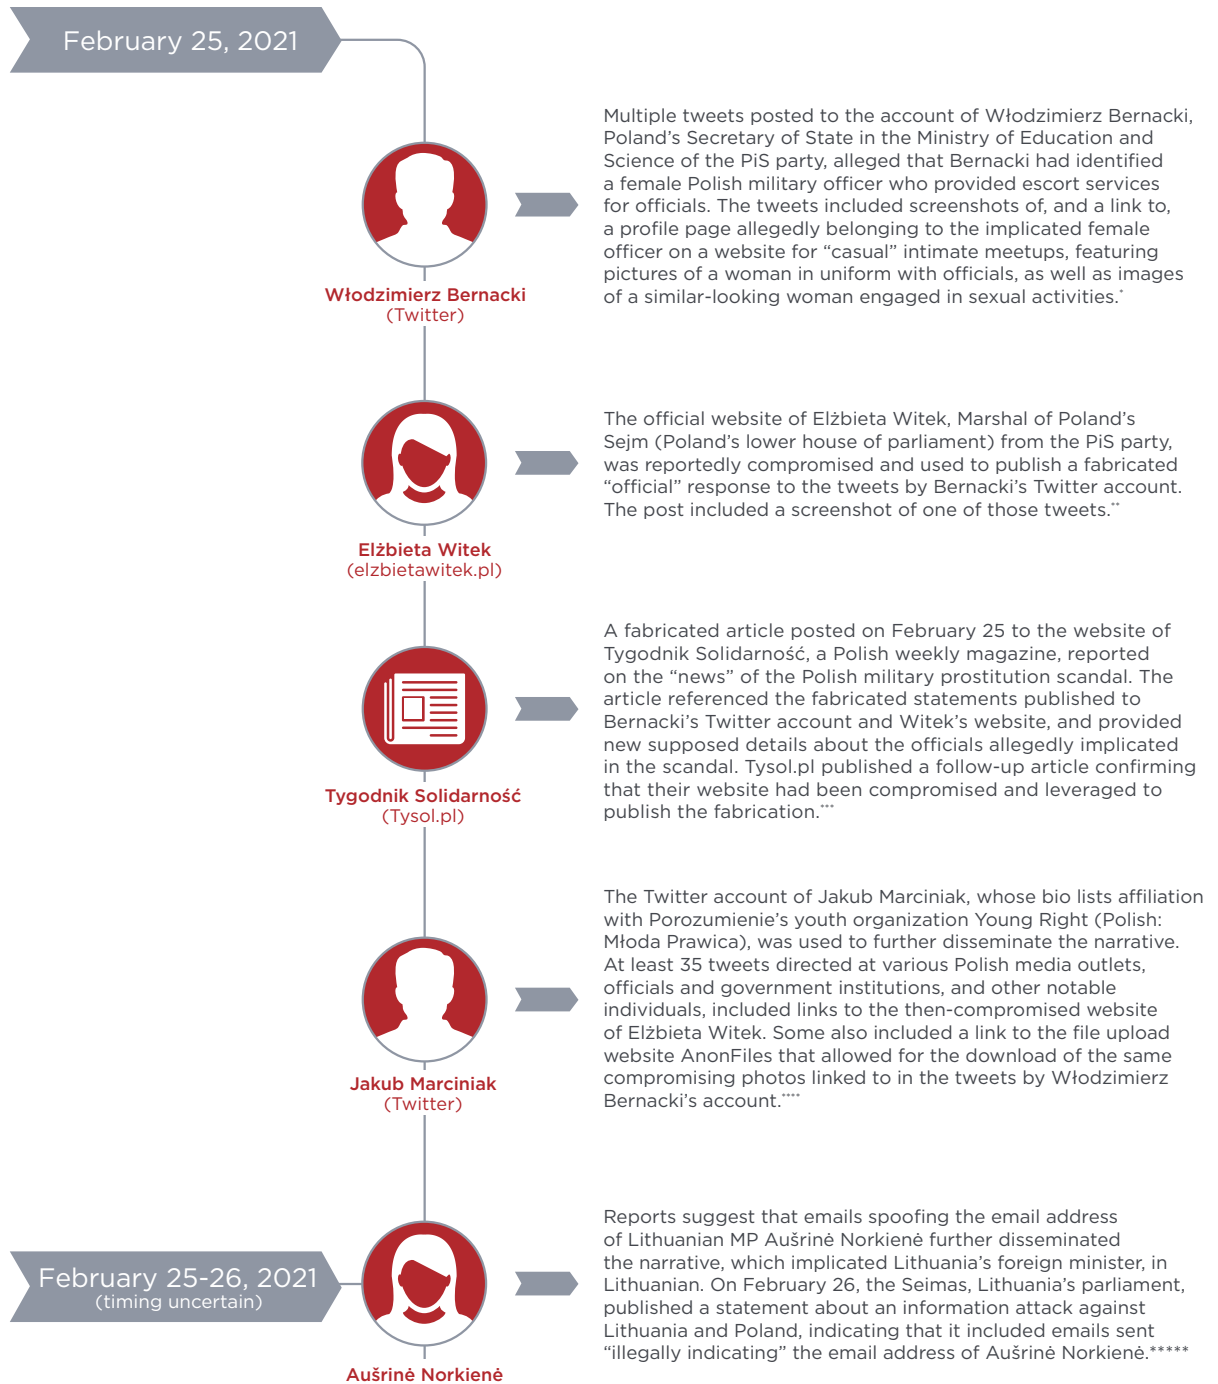 February 25, 2021
Multiple tweets posted to the account of Włodzimierz Bernacki,
Poland's Secretary of State in the Ministry of Education and
Science of the PiS party, alleged that Bernacki had identified
a female Polish military officer who provided escort services
for officials. The tweets included screenshots of, and a link to,
a profile page allegedly belonging to the implicated female
officer on a website for “casual” intimate meetups, featuring
pictures of a woman in uniform with officials, as well as images
of a similar-looking woman engaged in sexual activities.*
Włodzimierz Bernacki
(Twitter)
The official website of Elżbieta Witek, Marshal of Poland’s
Sejm (Poland’s lower house of parliament) from the PiS party,
was reportedly compromised and used to publish a fabricated
“official” response to the tweets by Bernacki’s Twitter account.
The post included a screenshot of one of those tweets.**
Elżbieta Witek
(elzbietawitek.pl)
A fabricated article posted on February 25 to the website of
Tygodnik Solidarność, a Polish weekly magazine, reported
on the “news” of the Polish military prostitution scandal. The
article referenced the fabricated statements published to
Bernacki’s Twitter account and Witek’s website, and provided
new supposed details about the officials allegedly implicated
in the scandal. Tysol.pl published a follow-up article confirming
that their website had been compromised and leveraged to
publish the fabrication.***
Tygodnik Solidarność
(Tysol.pl)
The Twitter account of Jakub Marciniak, whose bio lists affiliation
with Porozumienie’s youth organization Young Right (Polish:
Młoda Prawica), was used to further disseminate the narrative.
At least 35 tweets directed at various Polish media outlets,
officials and government institutions, and other notable
individuals, included links to the then-compromised website
of Elżbieta Witek. Some also included a link to the file upload
website AnonFiles that allowed for the download of the same
compromising photos linked to in the tweets by Włodzimierz
Bernacki’s account.****
Jakub Marciniak
(Twitter)
February 25-26, 2021
(timing uncertain)
Reports suggest that emails spoofing the email address
of Lithuanian MP Aušrinė Norkienė further disseminated
the narrative, which implicated Lithuania’s foreign minister, in
Lithuanian. On February 26, the Seimas, Lithuania’s parliament,
published a statement about an information attack against
Lithuania and Poland, indicating that it included emails sent
“illegally indicating” the email address of Aušrinė Norkienė.*****
Aušrinė Norkienė